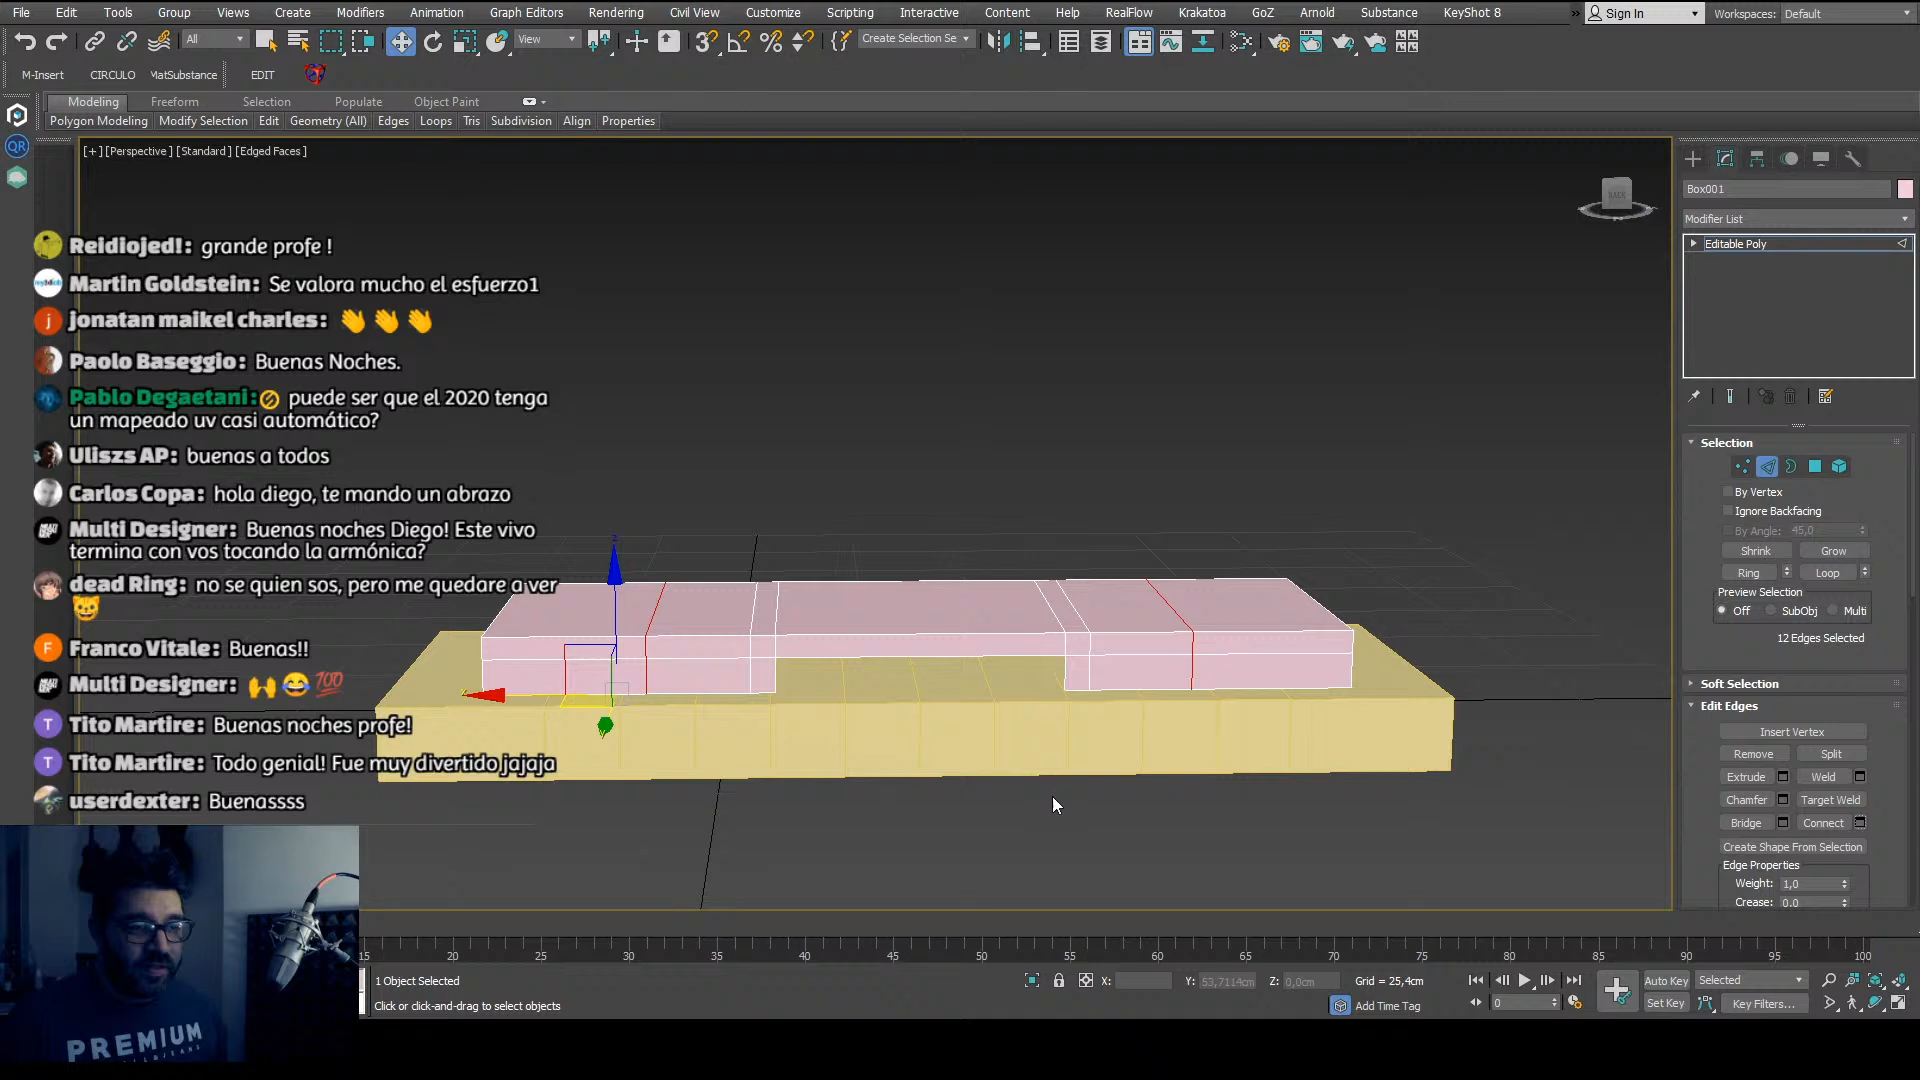 File Edit Tools Group Views Create Modifiers Animation Graph Editors Rendering Civil View Customize Scripting Interactive Content Help RealFlow Krakatoa GoZ Arnold Substance KeyShot 8 » Sign In Workspaces: Default
All View Create Selection Se
M-Insert CIRCULO MatSubstance EDIT
Modeling Freeform Selection Populate Object Paint
Polygon Modeling Modify Selection Edit Geometry (All) Edges Loops Tris Subdivision Align Properties
[+] [Perspective] [Standard] [Edged Faces]
QR
BACK
Box001
Modifier List
Editable Poly
Reidiojed!: grande profe !
Martin Goldstein: Se valora mucho el esfuerzo1
jonatan maikel charles: 👏 👏 👏
Paolo Baseggio: Buenas Noches.
Pablo Degaetani: puede ser que el 2020 tenga
un mapeado uv casi automático?
Uliszs AP: buenas a todos
Carlos Copa: hola diego, te mando un abrazo
Multi Designer: Buenas noches Diego! Este vivo
termina con vos tocando la armónica?
dead Ring: no se quien sos, pero me quedare a ver
😺
Franco Vitale: Buenas!!
Multi Designer: 🙌 😂 💯
Tito Martire: Buenas noches profe!
Tito Martire: Todo genial! Fue muy divertido jajaja
userdexter: Buenassss
j
F
T
T
z
x
Selection
By Vertex
Ignore Backfacing
By Angle: 45,0
Shrink Grow
Ring Loop
Preview Selection
Off SubObj Multi
12 Edges Selected
Soft Selection
Edit Edges
Insert Vertex
Remove Split
Extrude Weld
Chamfer Target Weld
Bridge Connect
Create Shape From Selection
Edge Properties
Weight: 1,0
Crease: 0,0
15 20 25 30 35 40 45 50 55 60 65 70 75 80 85 90 95 100
1 Object Selected
Click or click-and-drag to select objects
X: Y: 53,7114cm Z: 0,0cm Grid = 25,4cm
Add Time Tag
0
Auto Key Selected
Set Key Key Filters...
PREMIUM